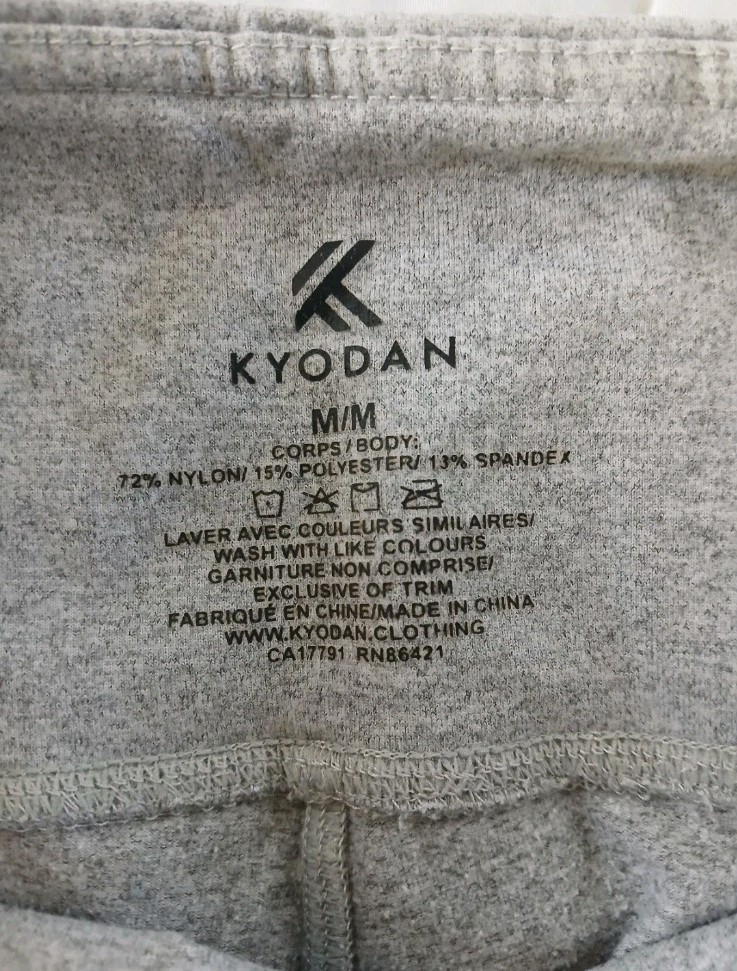 KYODAN
M/M
CORPS / BODY:
72% NYLON/ 15% POLYESTER/ 13% SPANDEX
LAVER AVEC COULEURS SIMILAIRES/
WASH WITH LIKE COLOURS
GARNITURE NON COMPRISE/
EXCLUSIVE OF TRIM
FABRIQUÉ EN CHINE/MADE IN CHINA
WWW.KYODAN.CLOTHING
CA17791 RN86421